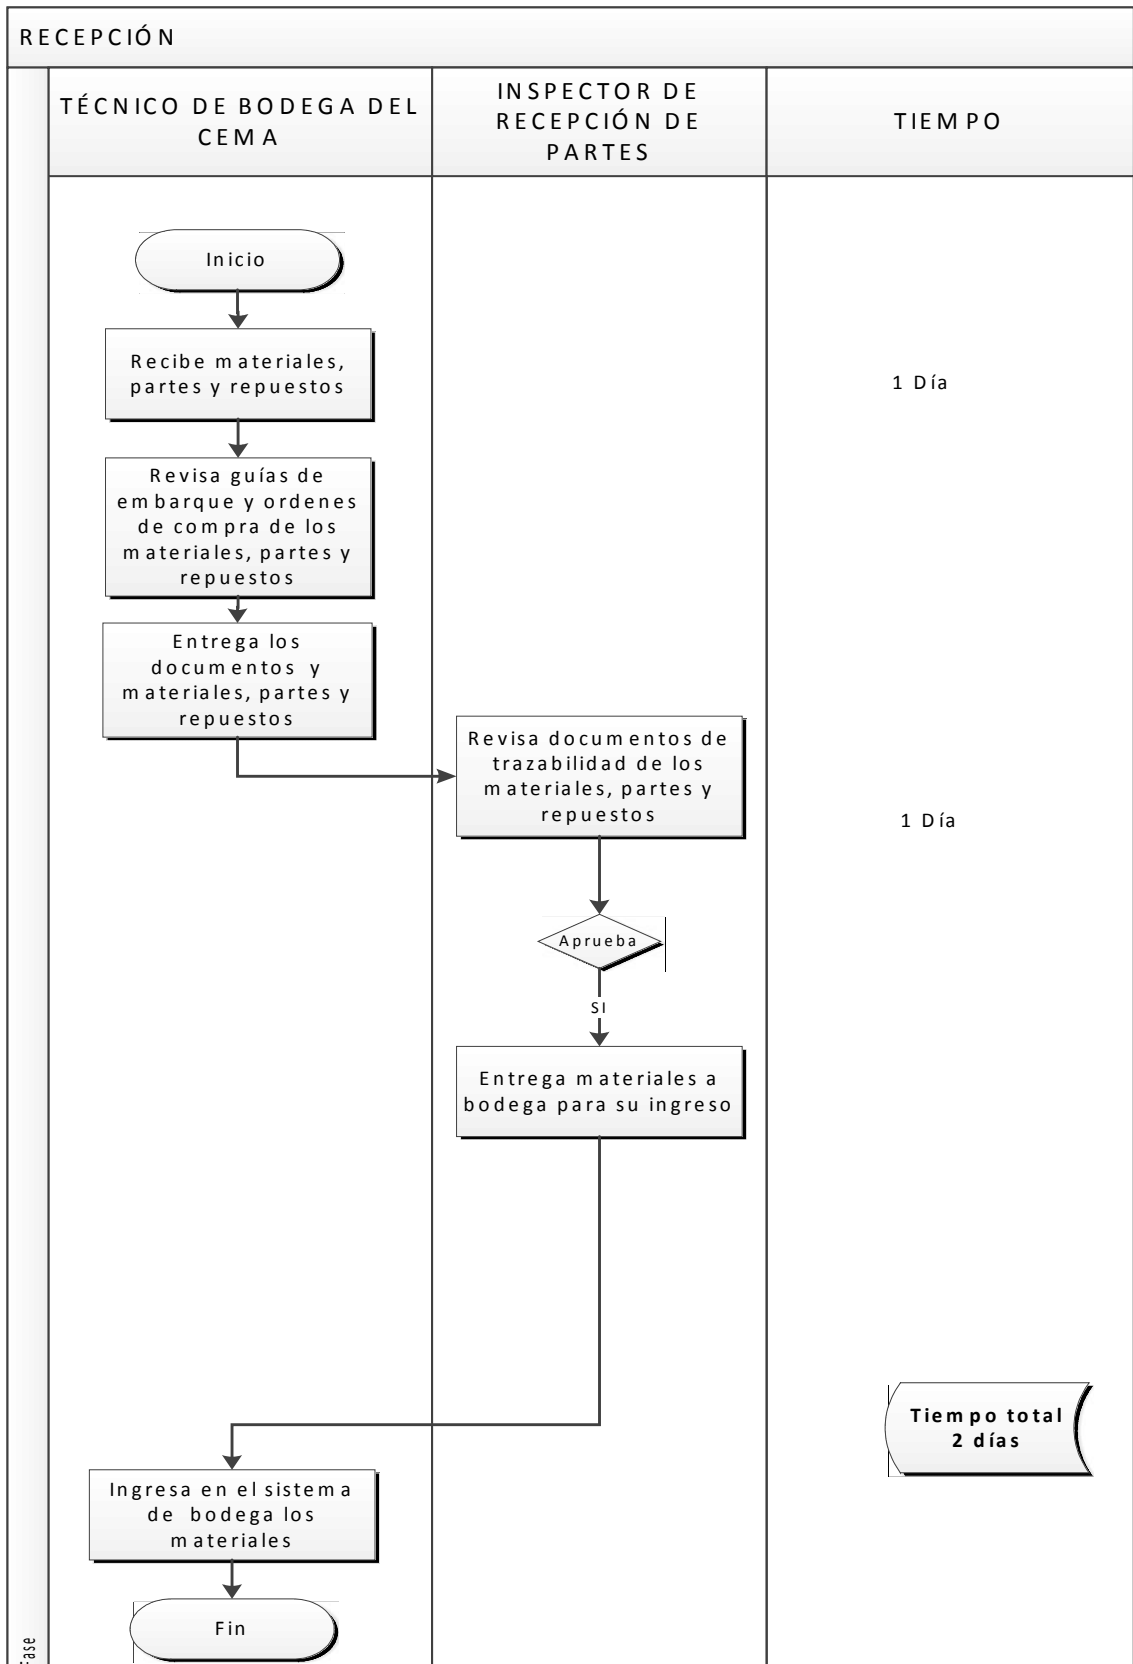 RECEPCIÓN
TÉCNICO DE BODEGA DEL
CEMA
INSPECTOR DE
RECEPCIÓN DE
PARTES
TIEMPO
Inicio
Recibe materiales,
partes y repuestos
1 Día
Revisa guías de
embarque y ordenes
de compra de los
materiales, partes y
repuestos
Entrega los
documentos y
materiales, partes y
repuestos
Revisa documentos de
trazabilidad de los
materiales, partes y
repuestos
1 Día
Aprueba
SI
Entrega materiales a
bodega para su ingreso
Tiempo total
2 días
Ingresa en el sistema
de bodega los
materiales
Fin
Fase